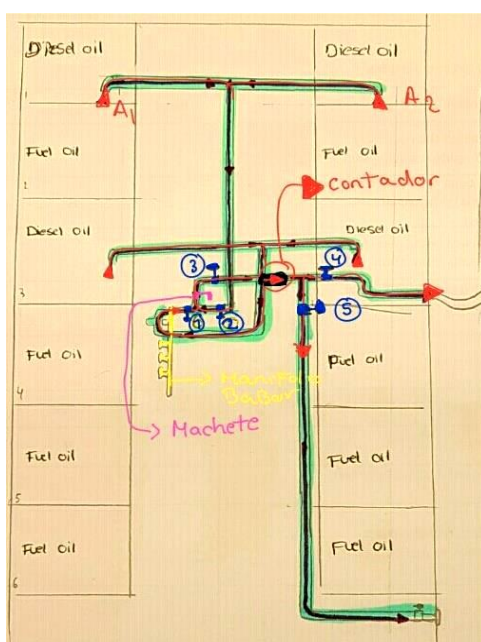 Diesel oil
Diesel oil
1
A1
A2
Fuel oil
Fuel oil
2
contador
Diesel oil
Diesel oil
3
4
3
5
1
2
Fuel oil
Fuel oil
4
Manifold
Babor
Machete
Fuel oil
Fuel oil
5
Fuel oil
Fuel oil
6